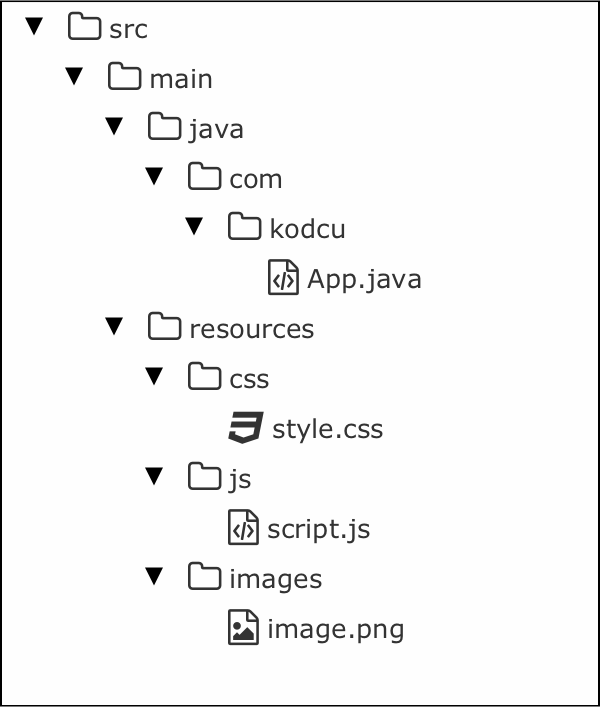 src
main
java
com
kodcu
App.java
resources
css
style.css
js
script.js
images
image.png